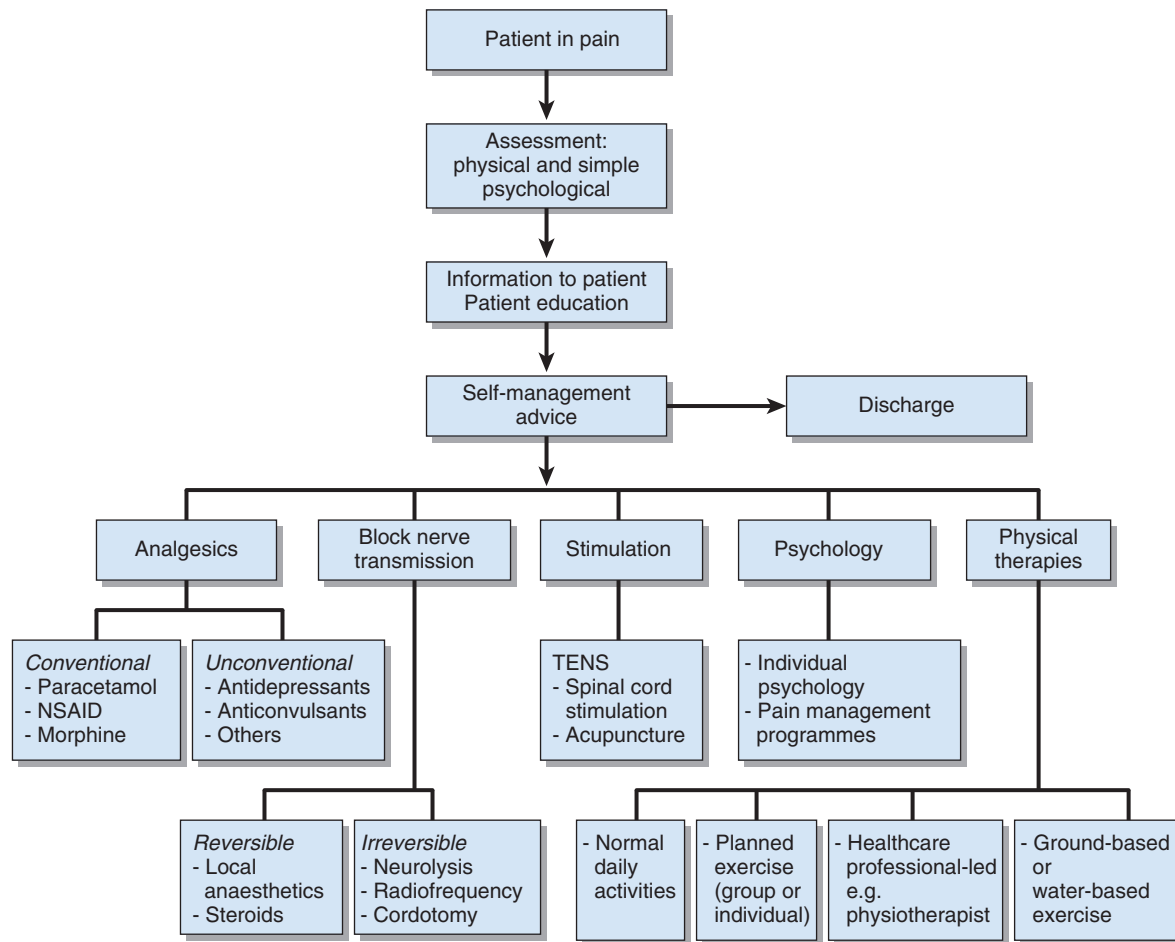 Patient in pain
Assessment:
physical and simple
psychological
Information to patient
Patient education
Self-management
advice
Discharge
Analgesics
Block nerve
transmission
Stimulation
Psychology
Physical
therapies
Conventional
- Paracetamol
- NSAID
- Morphine
Unconventional
- Antidepressants
- Anticonvulsants
- Others
TENS
- Spinal cord
stimulation
- Acupuncture
- Individual
psychology
- Pain management
programmes
Reversible
- Local
anaesthetics
- Steroids
Irreversible
- Neurolysis
- Radiofrequency
- Cordotomy
- Normal
daily
activities
- Planned
exercise
(group or
individual)
- Healthcare
professional-led
e.g.
physiotherapist
- Ground-based
or
water-based
exercise